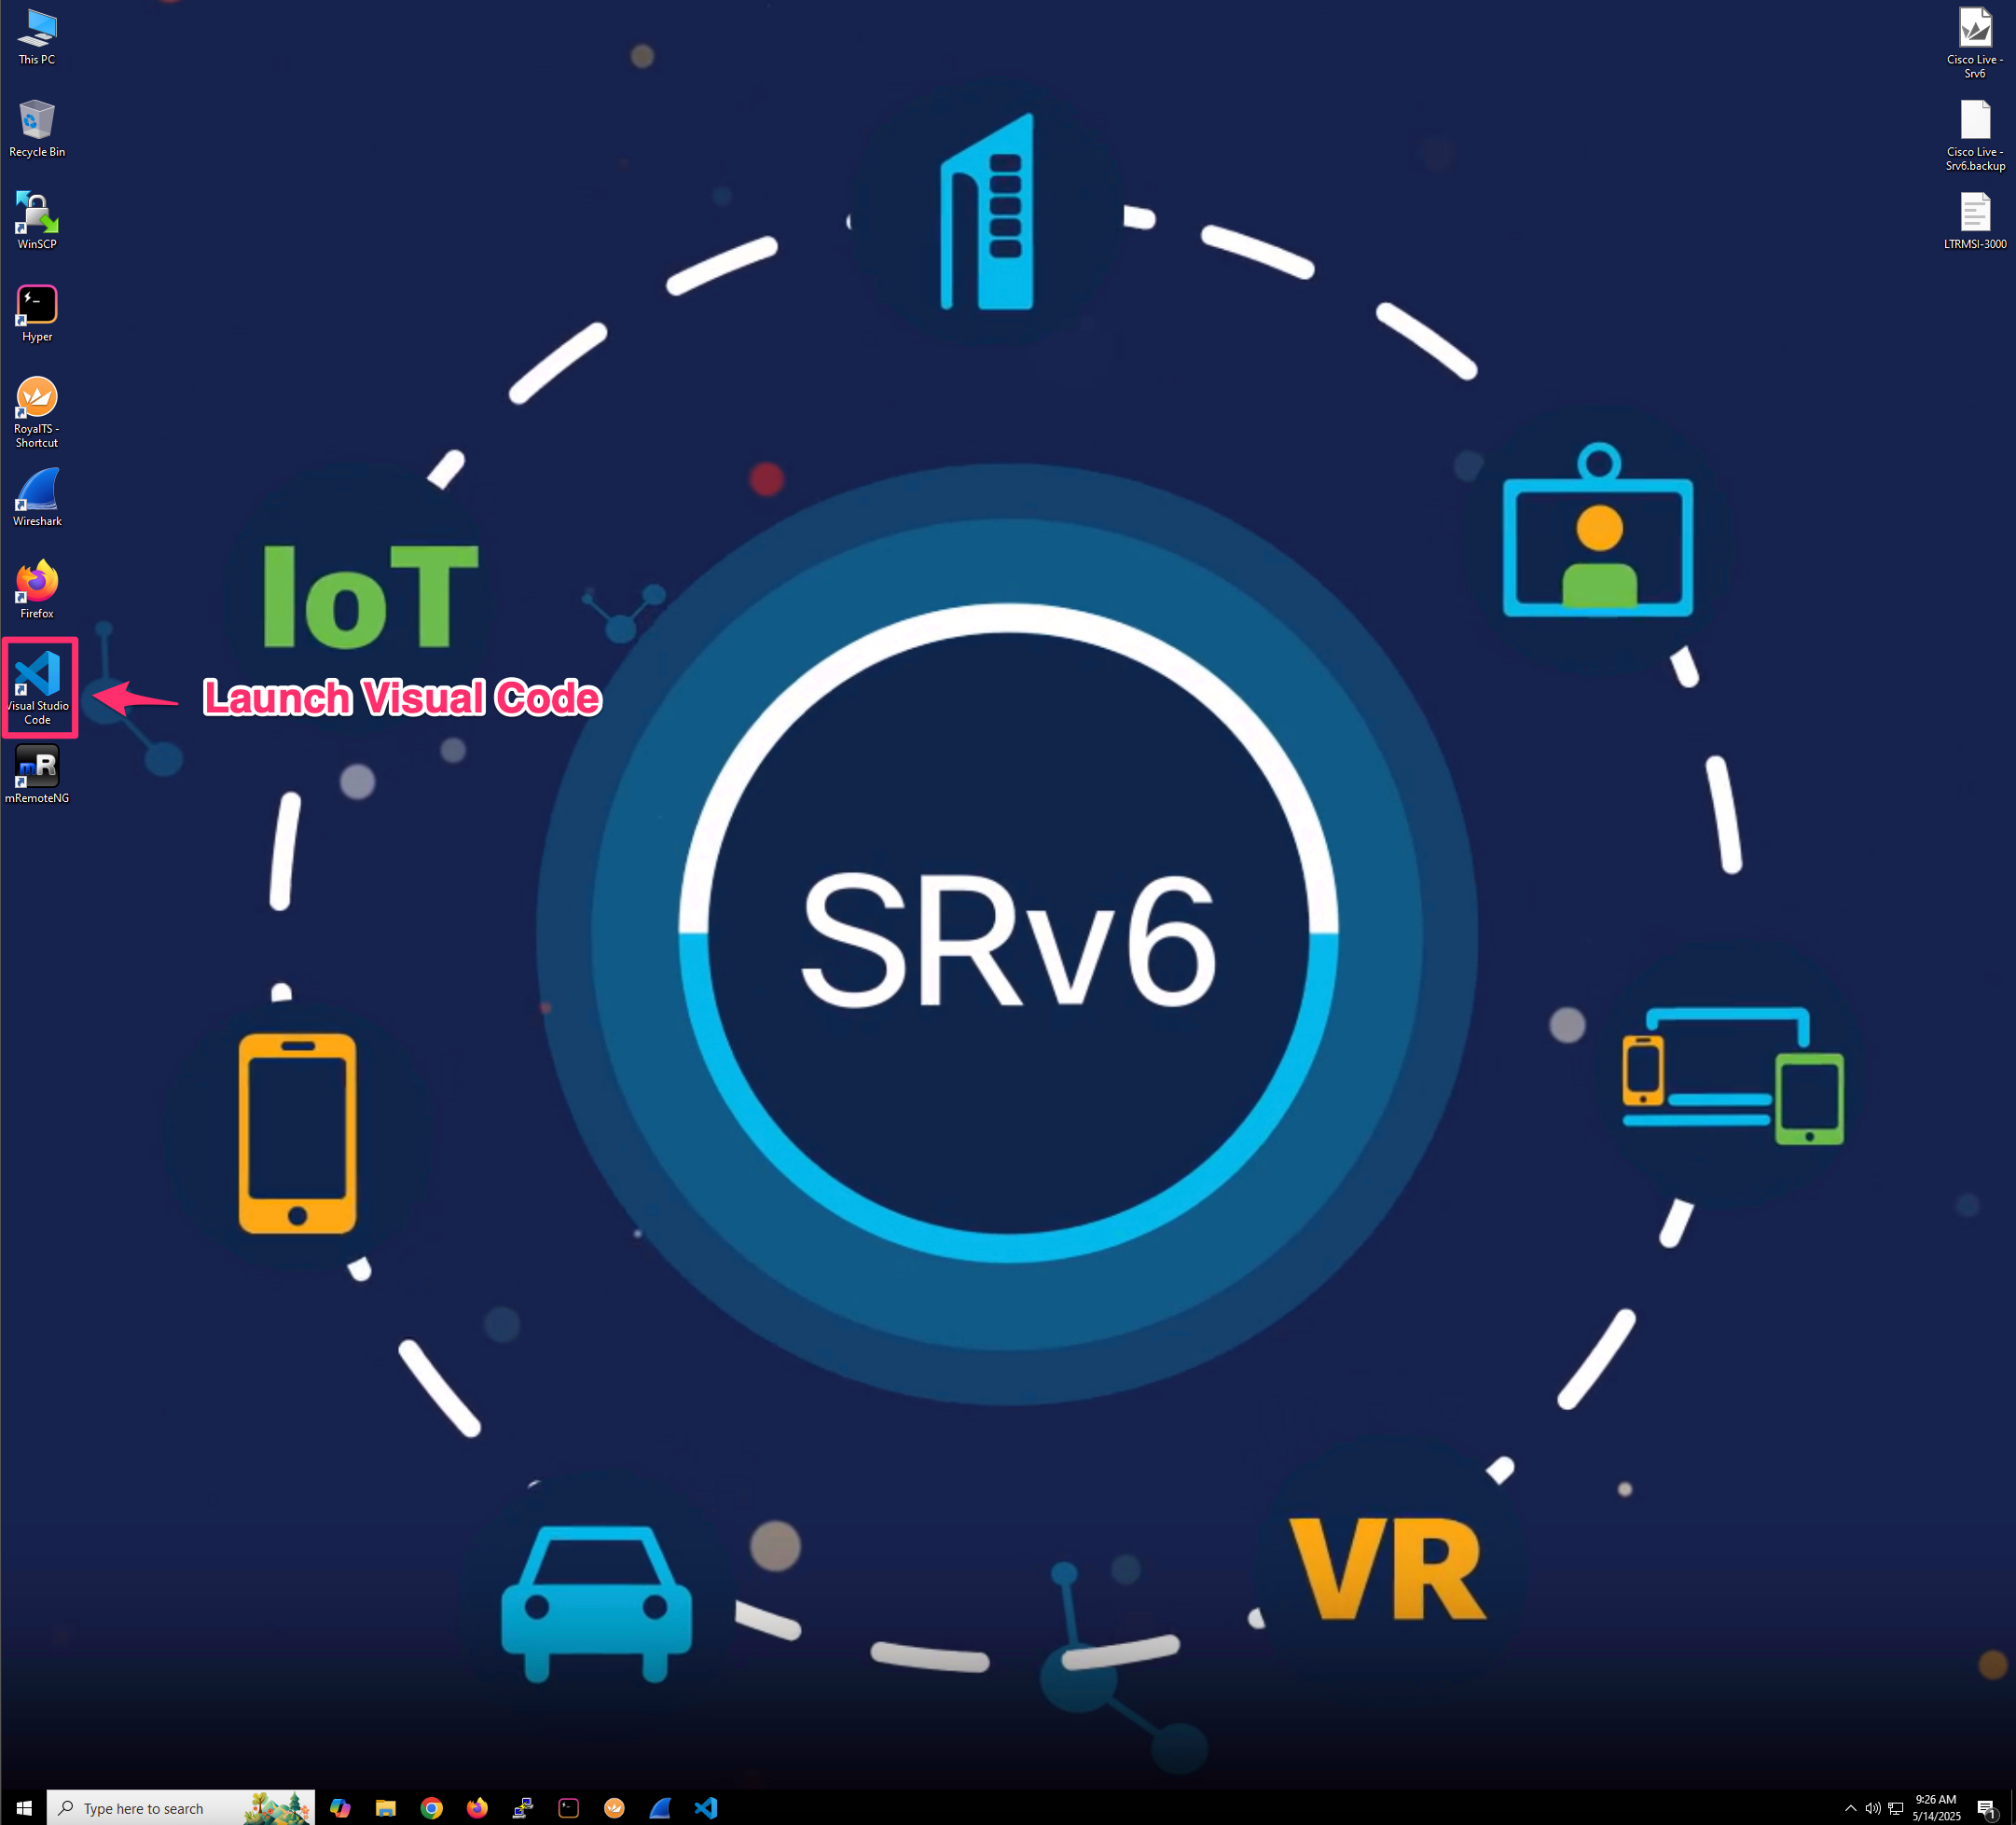 This PC
Recycle Bin
WinSCP
Hyper
RoyalTS -
Shortcut
Wireshark
Firefox
Visual Studio
Code
mRemoteNG
Launch Visual Code
Cisco Live -
Srv6
Cisco Live -
Srv6.backup
LTRMSI-3000
IoT
SRv6
VR
mR
Type here to search
9:26 AM
5/14/2025
1